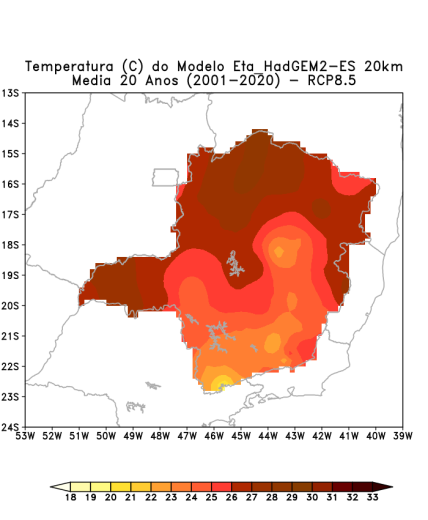 Temperatura (C) do Modelo Eta_HadGEM2-ES 20km
Media 20 Anos (2001-2020) - RCP8.5
13S
14S
15S
16S
17S
18S
19S
20S
21S
22S
23S
24S
53W 52W 51W 50W 49W 48W 47W 46W 45W 44W 43W 42W 41W 40W 39W
18 19 20 21 22 23 24 25 26 27 28 29 30 31 32 33